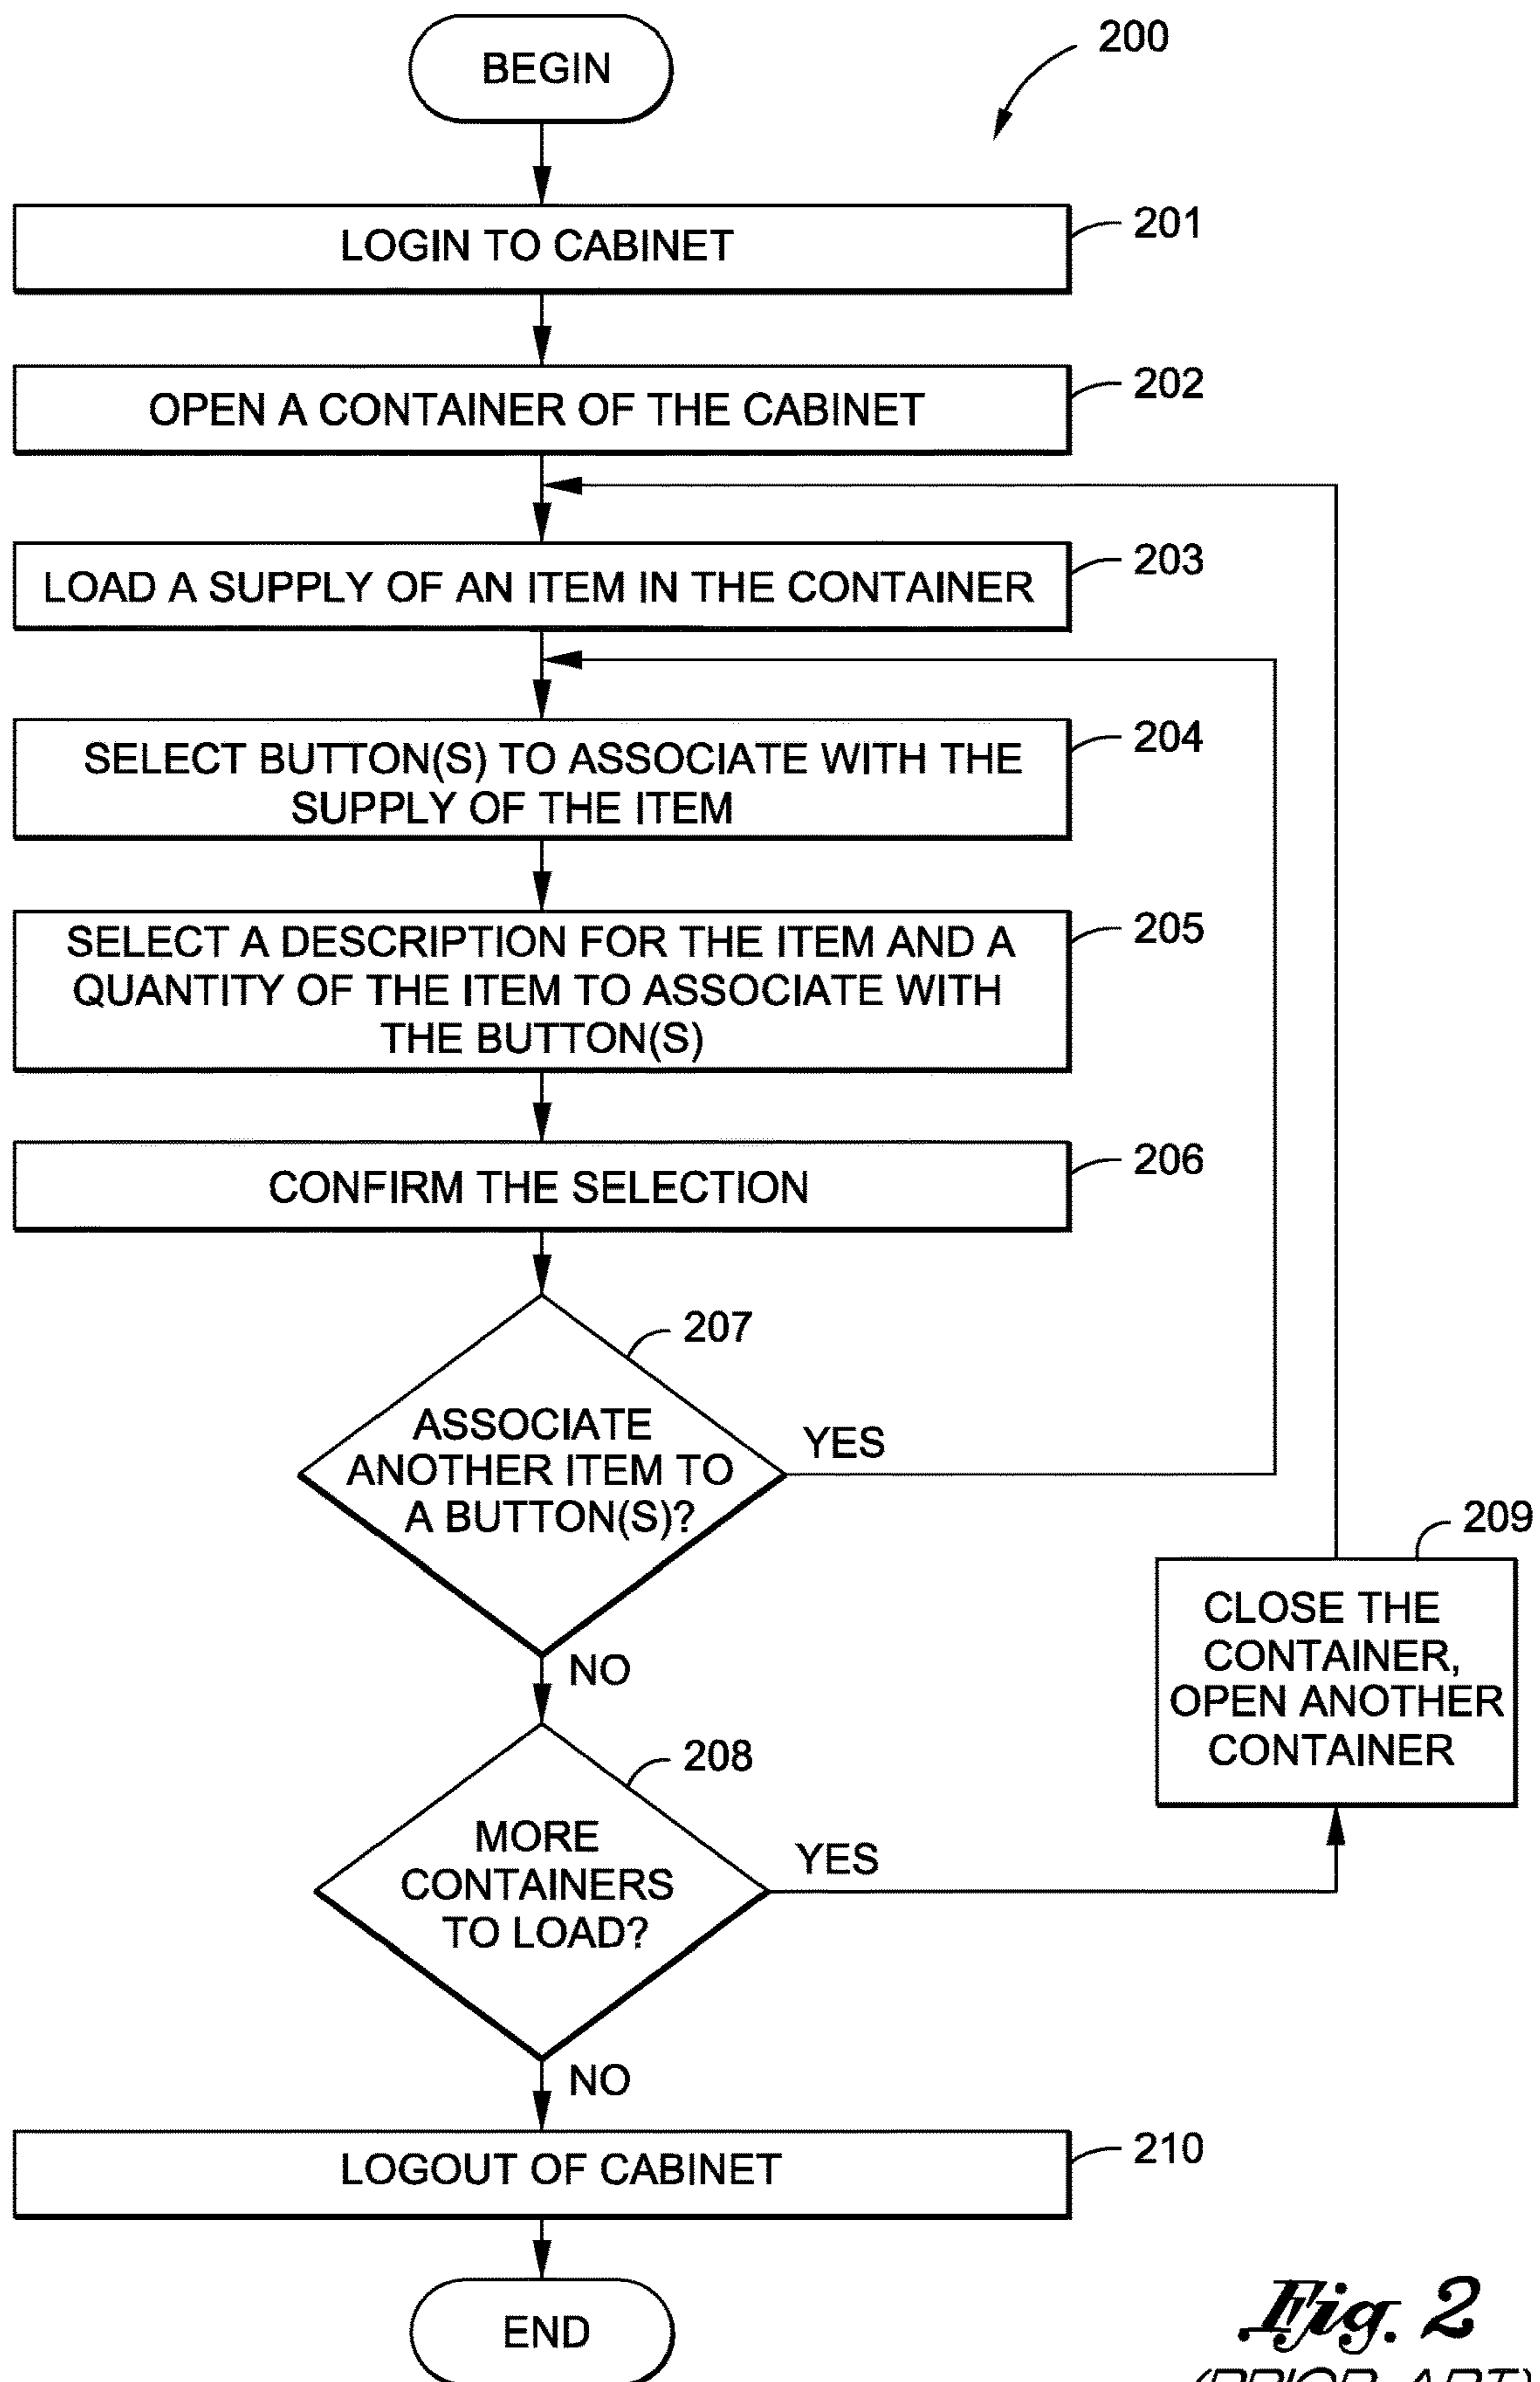 BEGIN
200
LOGIN TO CABINET
201
OPEN A CONTAINER OF THE CABINET
202
LOAD A SUPPLY OF AN ITEM IN THE CONTAINER
203
SELECT BUTTON(S) TO ASSOCIATE WITH THE
SUPPLY OF THE ITEM
204
SELECT A DESCRIPTION FOR THE ITEM AND A
QUANTITY OF THE ITEM TO ASSOCIATE WITH
THE BUTTON(S)
205
CONFIRM THE SELECTION
206
207
ASSOCIATE
ANOTHER ITEM TO
A BUTTON(S)?
YES
NO
209
CLOSE THE
CONTAINER,
OPEN ANOTHER
CONTAINER
208
MORE
CONTAINERS
TO LOAD?
YES
NO
LOGOUT OF CABINET
210
END
Fig. 2
(PRIOR ART)